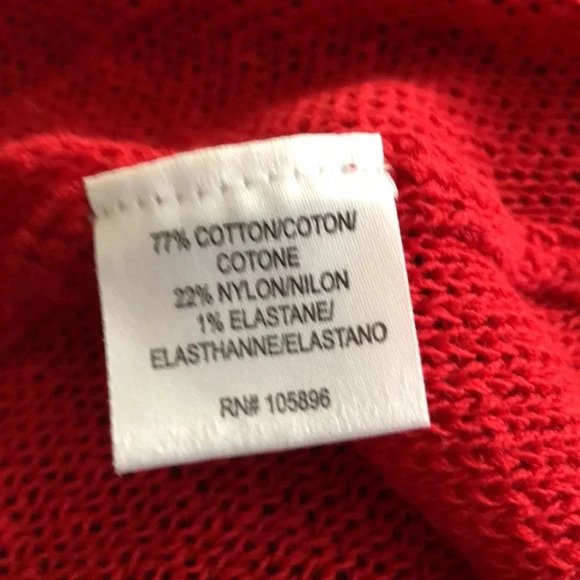 77% COTTON/COTON/
COTONE
22% NYLON/NILON
1% ELASTANE/
ELASTHANNE/ELASTANO
RN# 105896